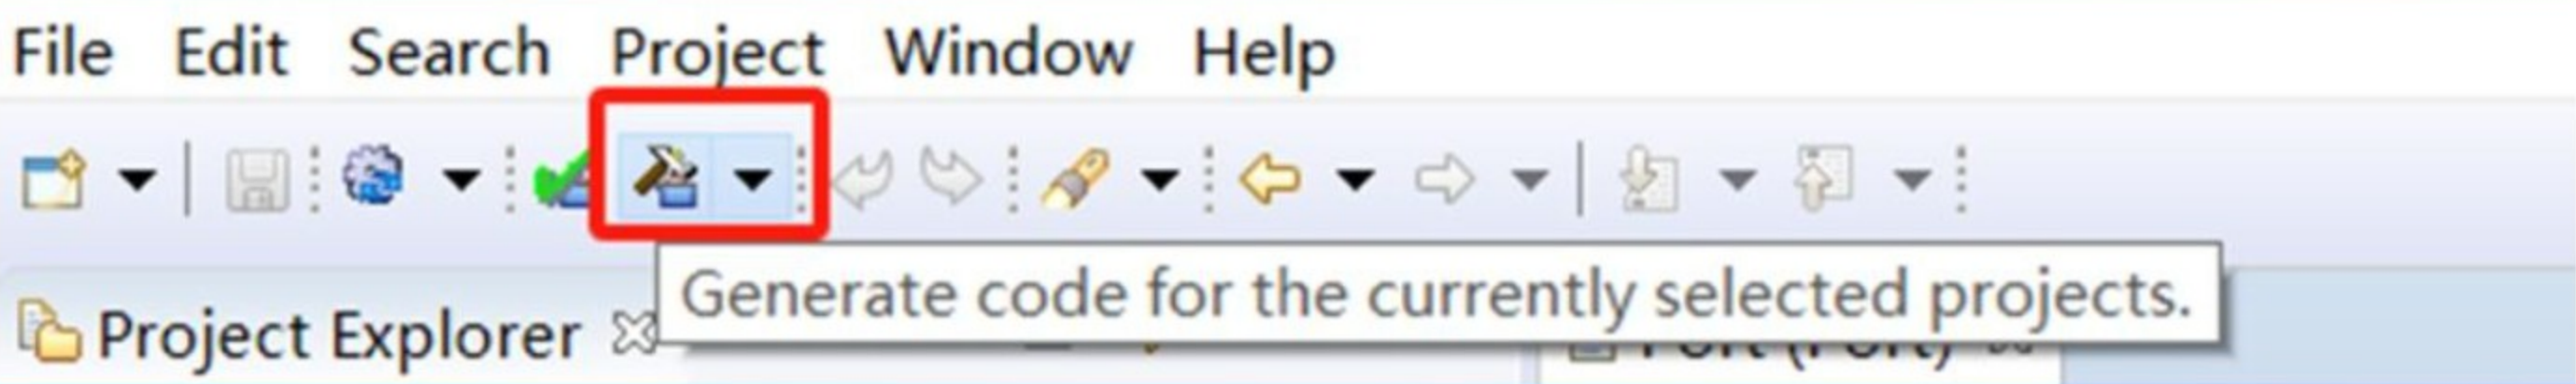 File Edit Search Project Window Help
Generate code for the currently selected projects.
Project Explorer